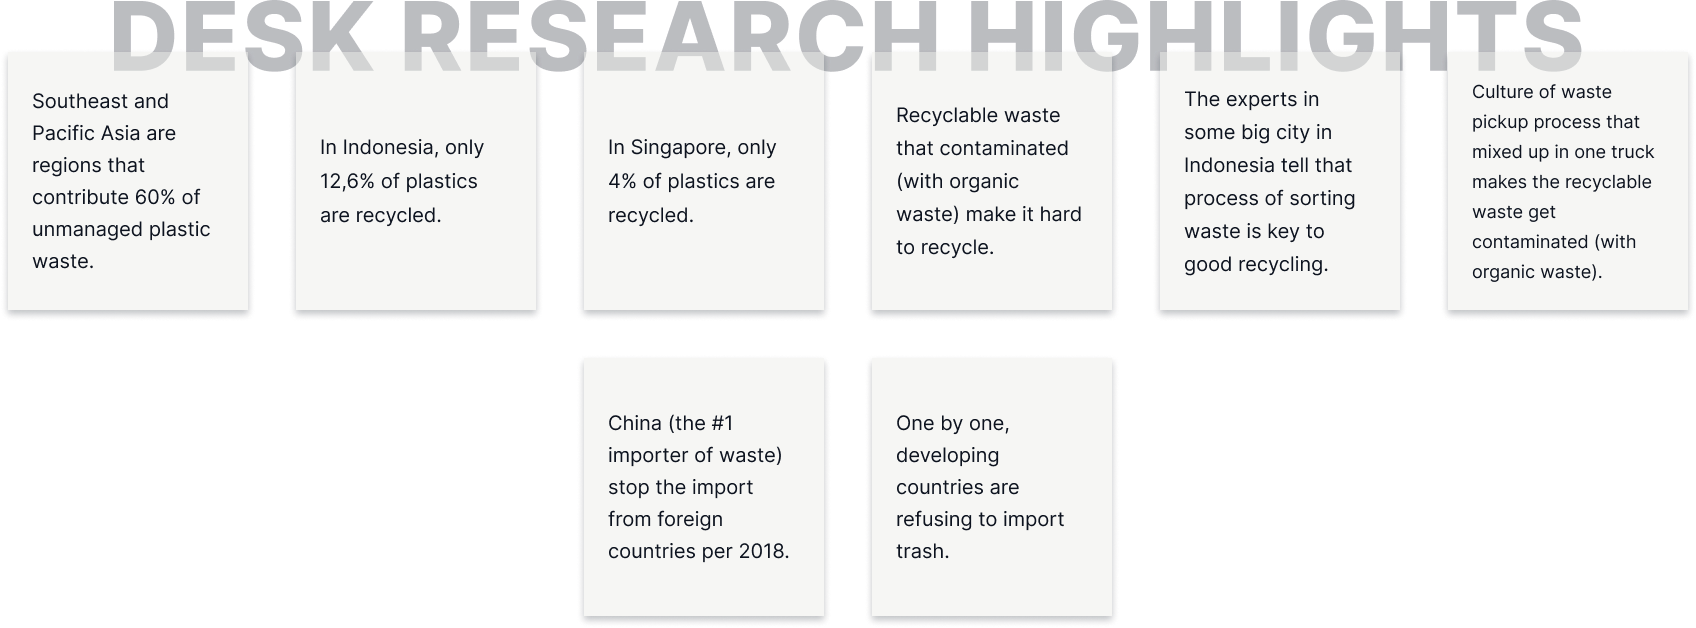 DESK RESEARCH HIGHLIGHTS
Southeast and
Pacific Asia are
regions that
contribute 60% of
unmanaged plastic
waste.
In Indonesia, only
12,6% of plastics
are recycled.
In Singapore, only
4% of plastics are
recycled.
Recyclable waste
that contaminated
(with organic
waste) make it hard
to recycle.
The experts in
some big city in
Indonesia tell that
process of sorting
waste is key to
good recycling.
Culture of waste
pickup process that
mixed up in one truck
makes the recyclable
waste get
contaminated (with
organic waste).
China (the #1
importer of waste)
stop the import
from foreign
countries per 2018.
One by one,
developing
countries are
refusing to import
trash.